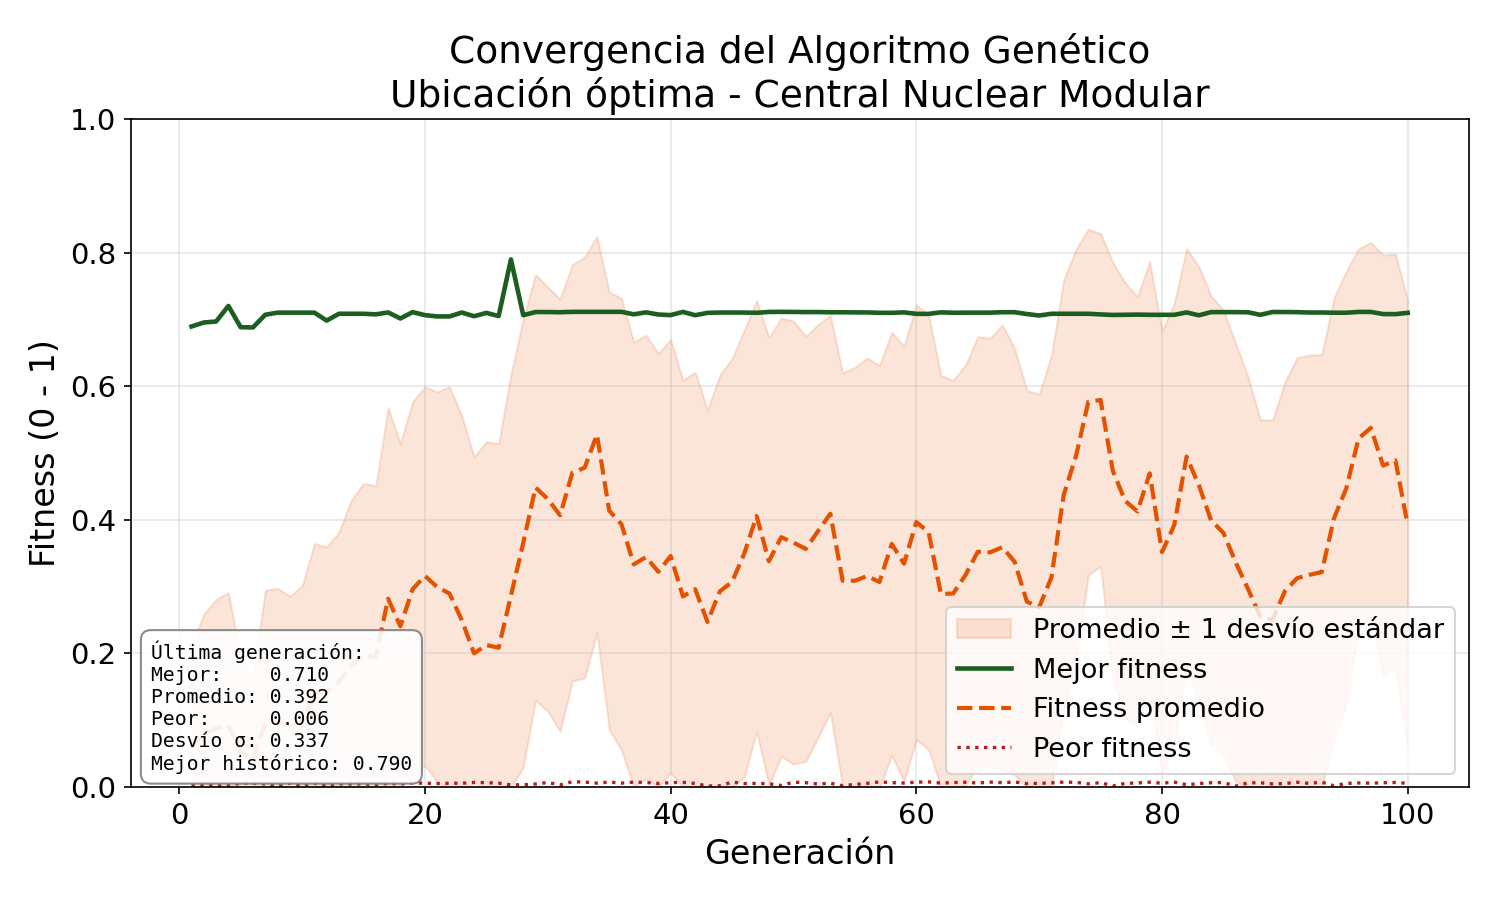 Convergencia del Algoritmo Genético
Ubicación óptima - Central Nuclear Modular
Fitness (0 - 1)
1.0
0.8
0.6
0.4
0.2
0.0
Última generación:
Mejor: 0.710
Promedio: 0.392
Peor: 0.006
Desvío σ: 0.337
Mejor histórico: 0.790
Promedio ± 1 desvío estándar
Mejor fitness
Fitness promedio
Peor fitness
0 20 40 60 80 100
Generación